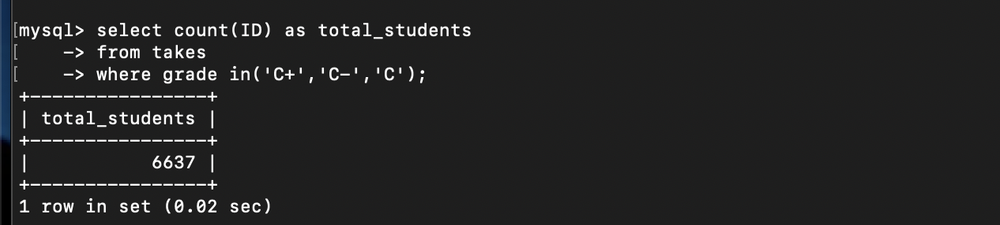 [mysql> select count(ID) as total_students
[    -> from takes
[    -> where grade in('C+','C-','C');
+----------------+
| total_students |
+----------------+
|           6637 |
+----------------+
1 row in set (0.02 sec)